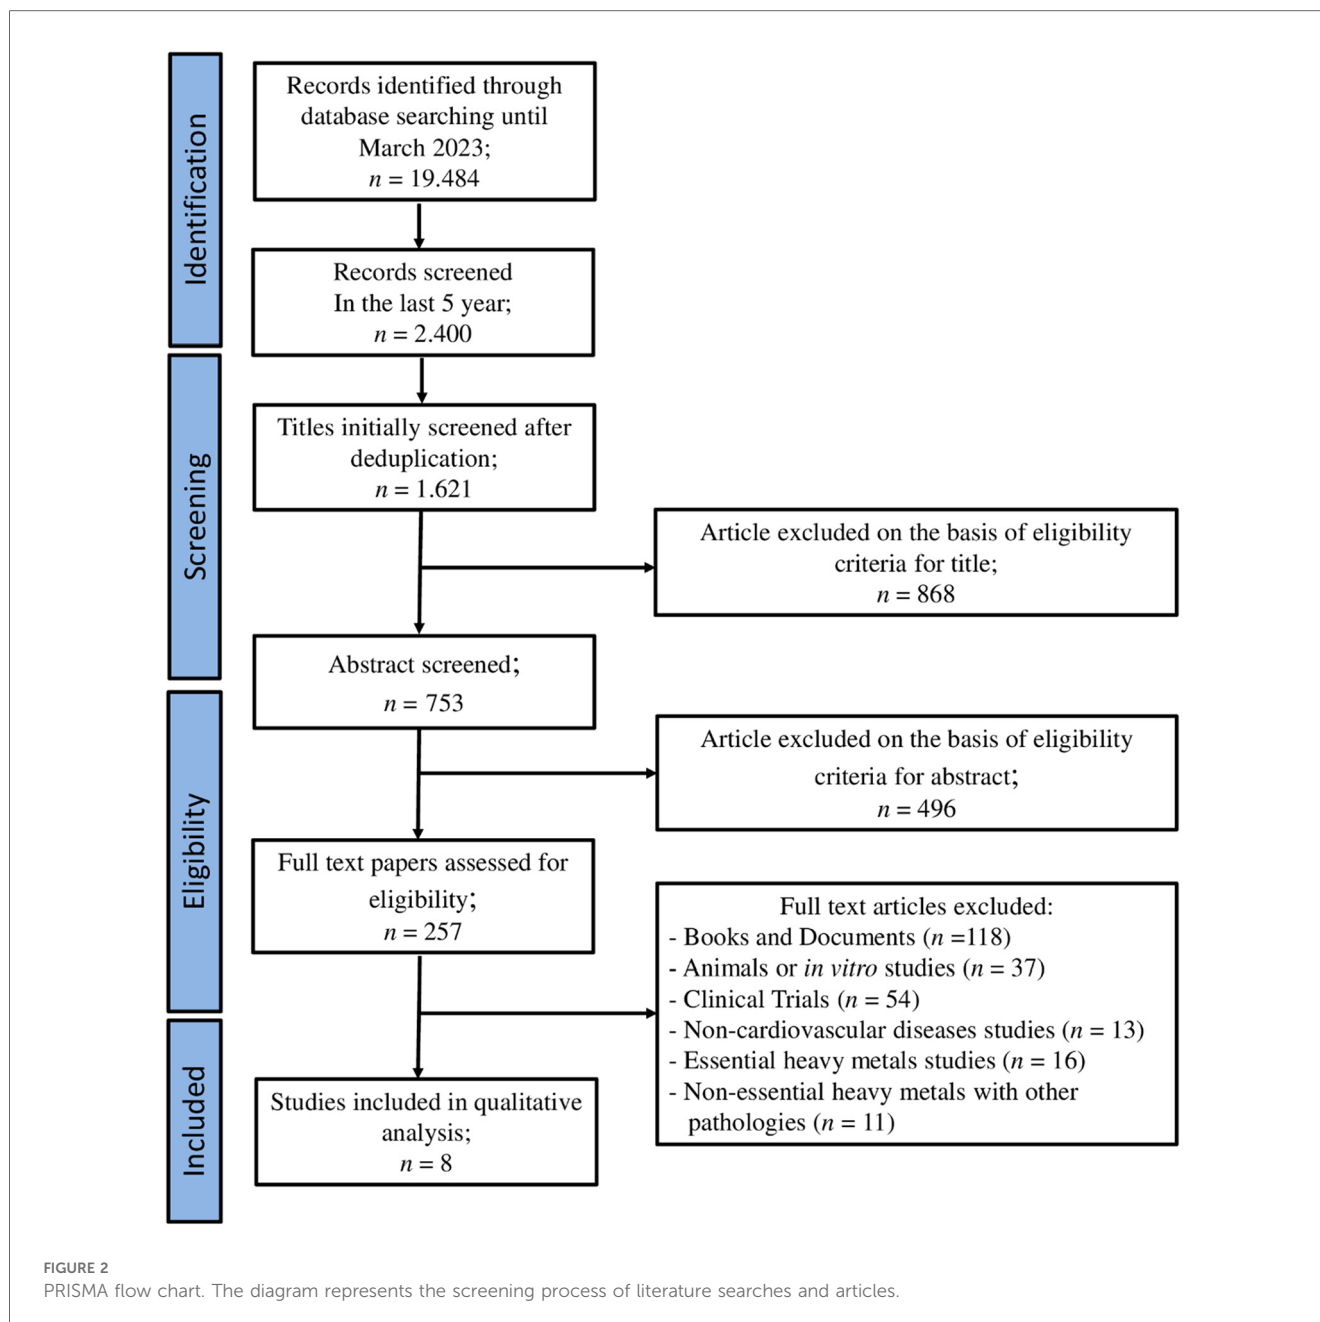 Identification
Records identified through
database searching until
March 2023;
n = 19.484
Records screened
In the last 5 year;
n = 2.400
Screening
Titles initially screened after
deduplication;
n = 1.621
Article excluded on the basis of eligibility
criteria for title;
n = 868
Abstract screened;
n = 753
Eligibility
Article excluded on the basis of eligibility
criteria for abstract;
n = 496
Full text papers assessed for
eligibility;
n = 257
Full text articles excluded:
- Books and Documents (n =118)
- Animals or in vitro studies (n = 37)
- Clinical Trials (n = 54)
- Non-cardiovascular diseases studies (n = 13)
- Essential heavy metals studies (n = 16)
- Non-essential heavy metals with other
pathologies (n = 11)
Included
Studies included in qualitative
analysis;
n = 8
FIGURE 2
PRISMA flow chart. The diagram represents the screening process of literature searches and articles.